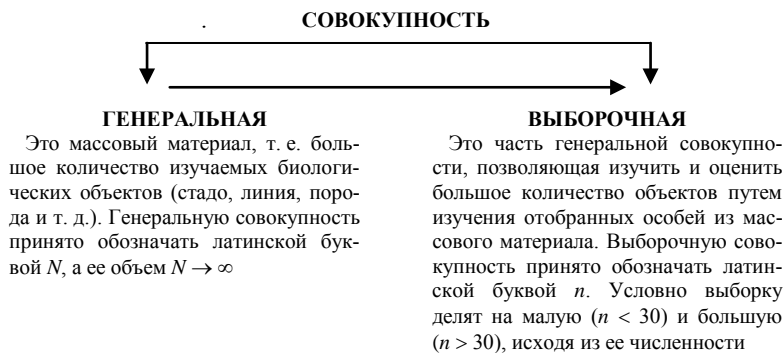 СОВОКУПНОСТЬ
ГЕНЕРАЛЬНАЯ
Это массовый материал, т. е. боль-
шое количество изучаемых биологи-
ческих объектов (стадо, линия, поро-
да и т. д.). Генеральную совокупность
принято обозначать латинской бук-
вой N, а ее объем N → ∞
ВЫБОРОЧНАЯ
Это часть генеральной совокупно-
сти, позволяющая изучить и оценить
большое количество объектов путем
изучения отобранных особей из мас-
сового материала. Выборочную сово-
купность принято обозначать латин-
ской буквой n. Условно выборку
делят на малую (n < 30) и большую
(n > 30), исходя из ее численности